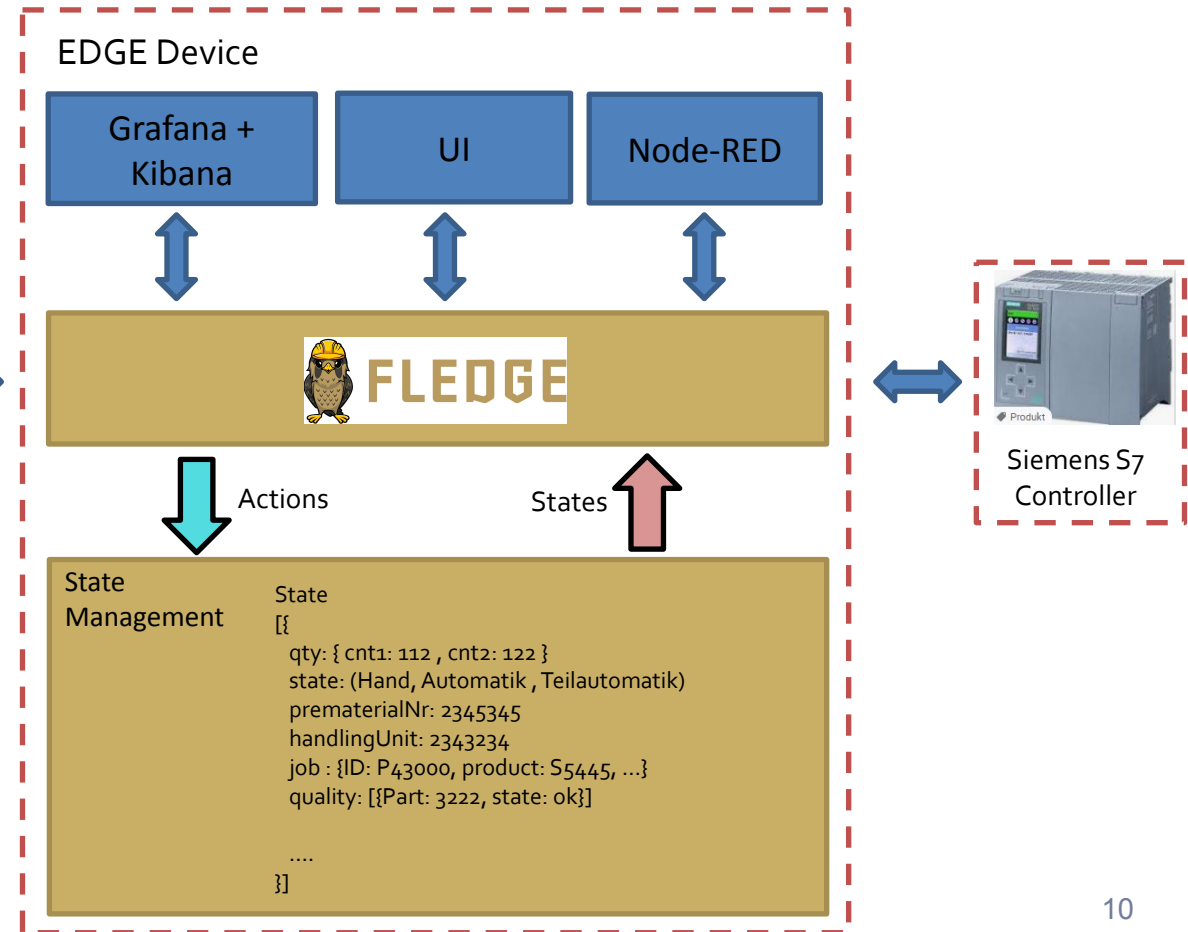 EDGE Device
Grafana +
Kibana
UI
Node-RED
FLEDGE
Actions
States
State
Management
State
[{
qty: { cnt1: 112 , cnt2: 122 }
state: (Hand, Automatik , Teilautomatik)
prematerialNr: 2345345
handlingUnit: 2343234
job : {ID: P43000, product: S5445, ...}
quality: [{Part: 3222, state: ok}]
....
}]
Produkt
Siemens S7
Controller
10